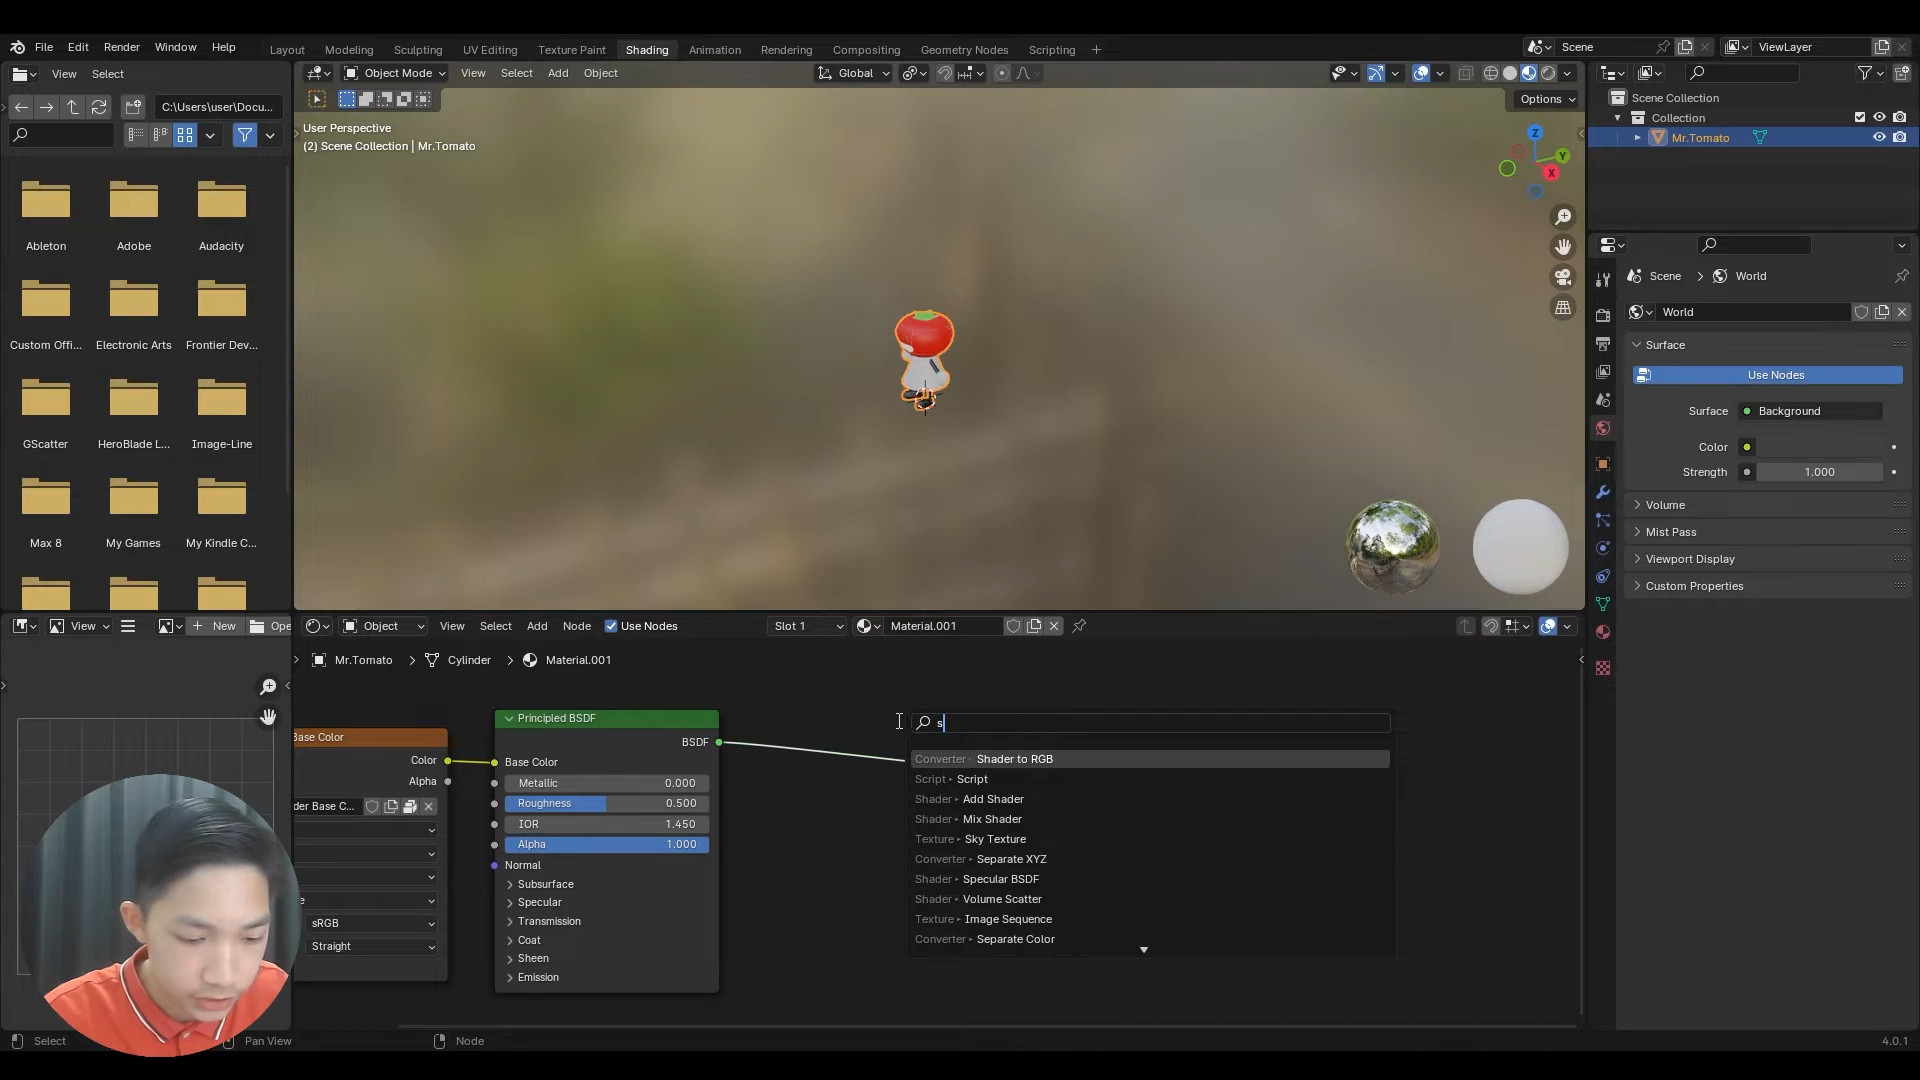 File Edit Render Window Help Layout Modeling Sculpting UV Editing Texture Paint Shading Animation Rendering Compositing Geometry Nodes Scripting + Scene ViewLayer
View Select Object Mode View Select Add Object Global
C:\Users\user\Docu...
Options
User Perspective
(2) Scene Collection | Mr.Tomato
Z
Y
X
Ableton Adobe Audacity
Custom Offi... Electronic Arts Frontier Dev...
GScatter HeroBlade L... Image-Line
Max 8 My Games My Kindle C...
Scene Collection
Collection
Mr.Tomato
Scene > World
World
Surface
Use Nodes
Surface Background
Color
Strength 1.000
Volume
Mist Pass
Viewport Display
Custom Properties
View + New Ope
Object View Select Add Node Use Nodes Slot 1 Material.001
Mr.Tomato > Cylinder > Material.001
Base Color
Color
Alpha
der Base C...
e
sRGB
Straight
Principled BSDF
BSDF
Base Color
Metallic 0.000
Roughness 0.500
IOR 1.450
Alpha 1.000
Normal
Subsurface
Specular
Transmission
Coat
Sheen
Emission
s
Converter ▸ Shader to RGB
Script ▸ Script
Shader ▸ Add Shader
Shader ▸ Mix Shader
Texture ▸ Sky Texture
Converter ▸ Separate XYZ
Shader ▸ Specular BSDF
Shader ▸ Volume Scatter
Texture ▸ Image Sequence
Converter ▸ Separate Color
Select Pan View Node 4.0.1